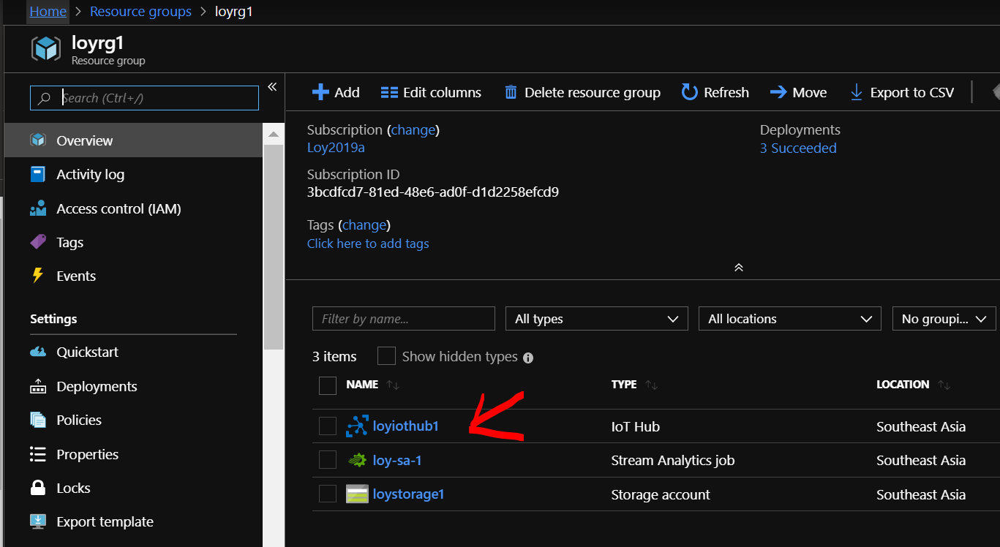 Home > Resource groups > loyrg1
loyrg1
Resource group
Search (Ctrl+/)
«
Overview
Activity log
Access control (IAM)
Tags
Events
Settings
Quickstart
Deployments
Policies
Properties
Locks
Export template
Add Edit columns Delete resource group Refresh Move Export to CSV
Subscription (change)
Loy2019a
Deployments
3 Succeeded
Subscription ID
3bcdfcd7-81ed-48e6-ad0f-d1d2258efcd9
Tags (change)
Click here to add tags
Filter by name... All types All locations No groupi...
3 items Show hidden types
NAME TYPE LOCATION
loyiothub1 IoT Hub Southeast Asia
loy-sa-1 Stream Analytics job Southeast Asia
loystorage1 Storage account Southeast Asia